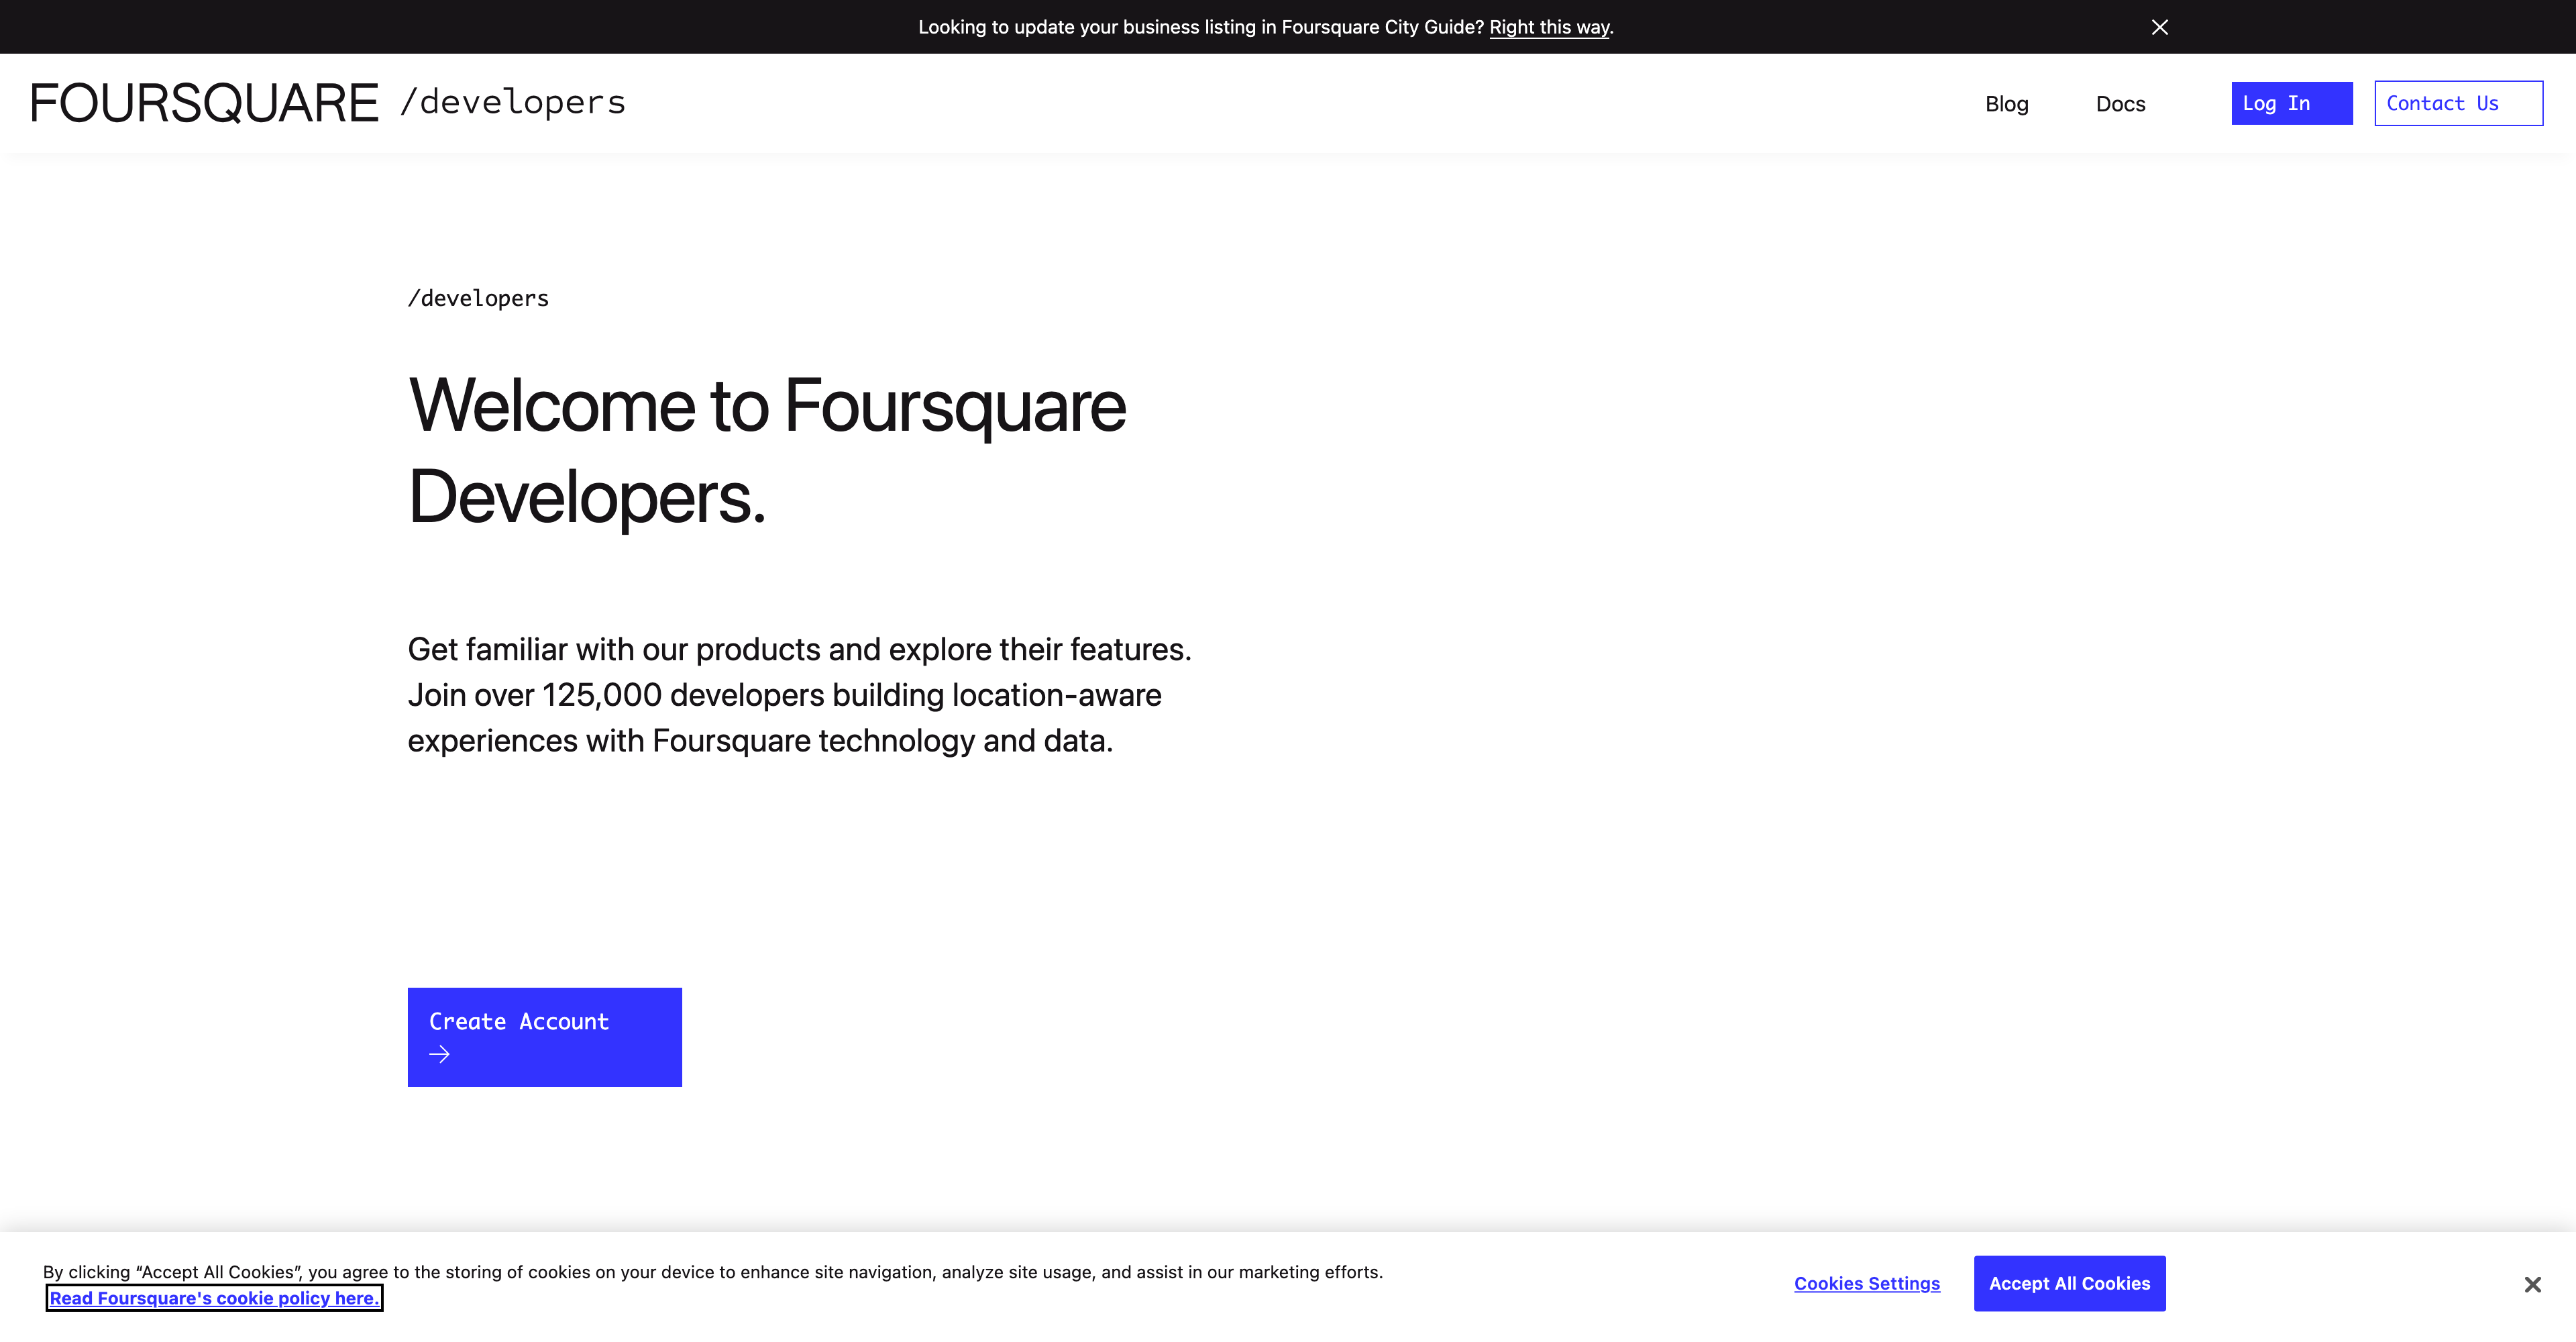 Looking to update your business listing in Foursquare City Guide? Right this way.
FOURSQUARE /developers
Blog
Docs
Log In
Contact Us
/developers
Welcome to Foursquare
Developers.
Get familiar with our products and explore their features.
Join over 125,000 developers building location-aware
experiences with Foursquare technology and data.
Create Account
By clicking “Accept All Cookies”, you agree to the storing of cookies on your device to enhance site navigation, analyze site usage, and assist in our marketing efforts.
Read Foursquare's cookie policy here.
Cookies Settings
Accept All Cookies